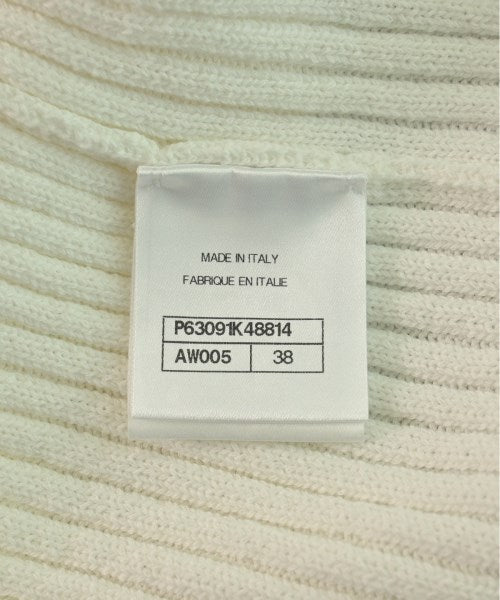 MADE IN ITALY
FABRIQUE EN ITALIE
P63091K48814
AW005 38